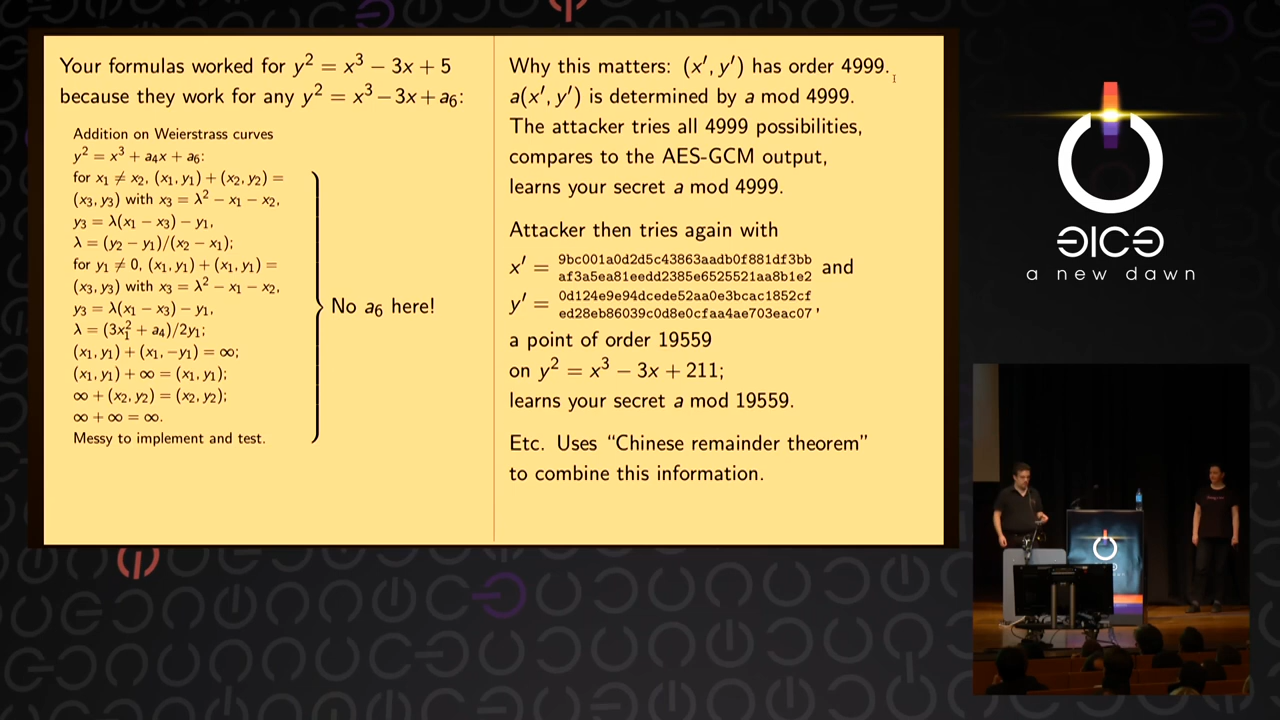 Your formulas worked for y² = x³ − 3x + 5
because they work for any y² = x³ − 3x + a₆:
Addition on Weierstrass curves
y² = x³ + a₄x + a₆:
for x₁ ≠ x₂, (x₁, y₁) + (x₂, y₂) =
(x₃, y₃) with x₃ = λ² − x₁ − x₂,
y₃ = λ(x₁ − x₃) − y₁,
λ = (y₂ − y₁)/(x₂ − x₁);
for y₁ ≠ 0, (x₁, y₁) + (x₁, y₁) =
(x₃, y₃) with x₃ = λ² − x₁ − x₂,
y₃ = λ(x₁ − x₃) − y₁,
λ = (3x₁² + a₄)/2y₁;
(x₁, y₁) + (x₁, −y₁) = ∞;
(x₁, y₁) + ∞ = (x₁, y₁);
∞ + (x₂, y₂) = (x₂, y₂);
∞ + ∞ = ∞.
Messy to implement and test.
No a₆ here!
Why this matters: (x′, y′) has order 4999.
a(x′, y′) is determined by a mod 4999.
The attacker tries all 4999 possibilities,
compares to the AES-GCM output,
learns your secret a mod 4999.
Attacker then tries again with
x′ = 9bc001a0d2d5c43863aadb0f881df3bb
af3a5ea81eedd2385e6525521aa8b1e2 and
y′ = 0d124e9e94dcede52aa0e3bcac1852cf
ed28eb86039c0d8e0cfaa4ae703eac07,
a point of order 19559
on y² = x³ − 3x + 211;
learns your secret a mod 19559.
Etc. Uses “Chinese remainder theorem”
to combine this information.
a new dawn